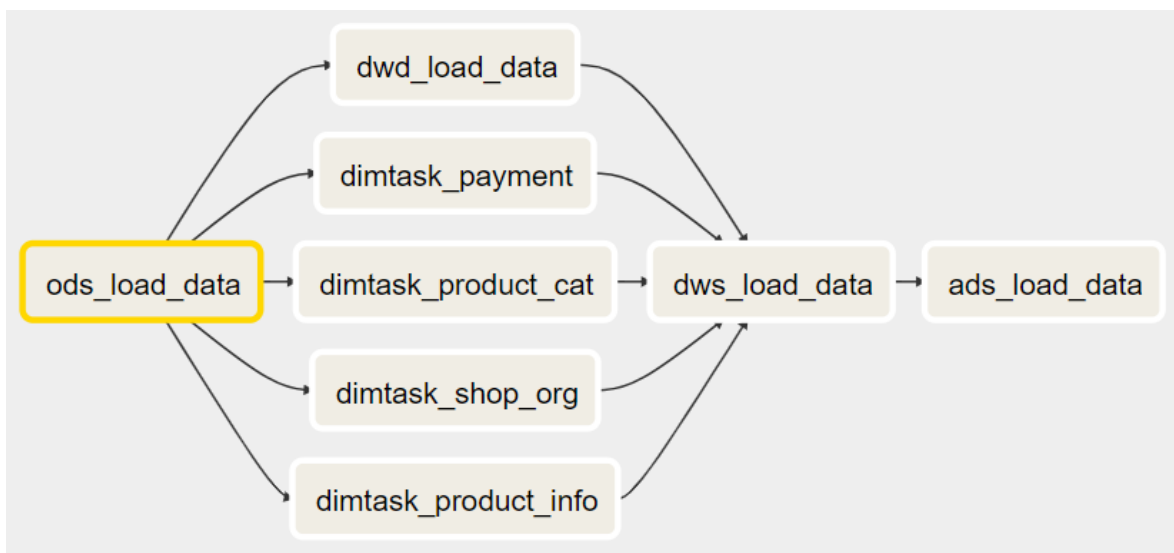 dwd_load_data
dimtask_payment
ods_load_data
dimtask_product_cat
dws_load_data
ads_load_data
dimtask_shop_org
dimtask_product_info